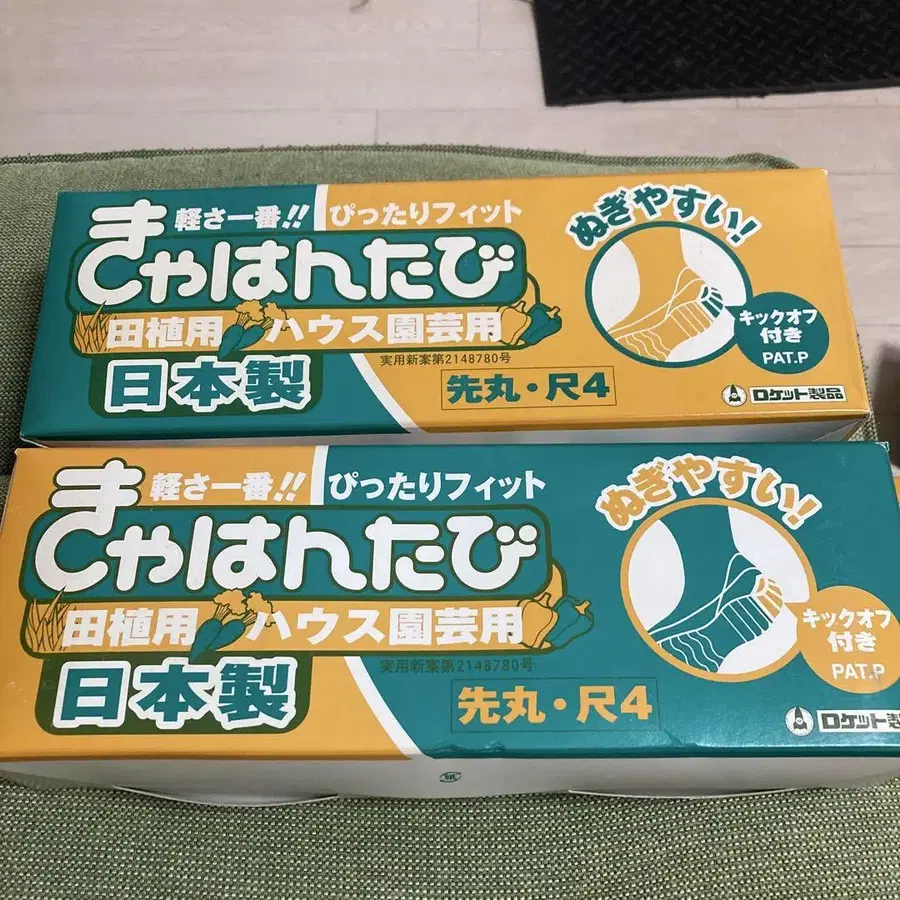 軽さ一番!! ぴったりフィット
きゃはんたび
田植用 ハウス園芸用
実用新案第2148780号
日本製
先丸・尺4
ぬぎやすい!
キックオフ
付き
PAT.P
ロケット製品
軽さ一番!! ぴったりフィット
きゃはんたび
田植用 ハウス園芸用
実用新案第2148780号
日本製
先丸・尺4
ぬぎやすい!
キックオフ
付き
PAT.P
ロケット製